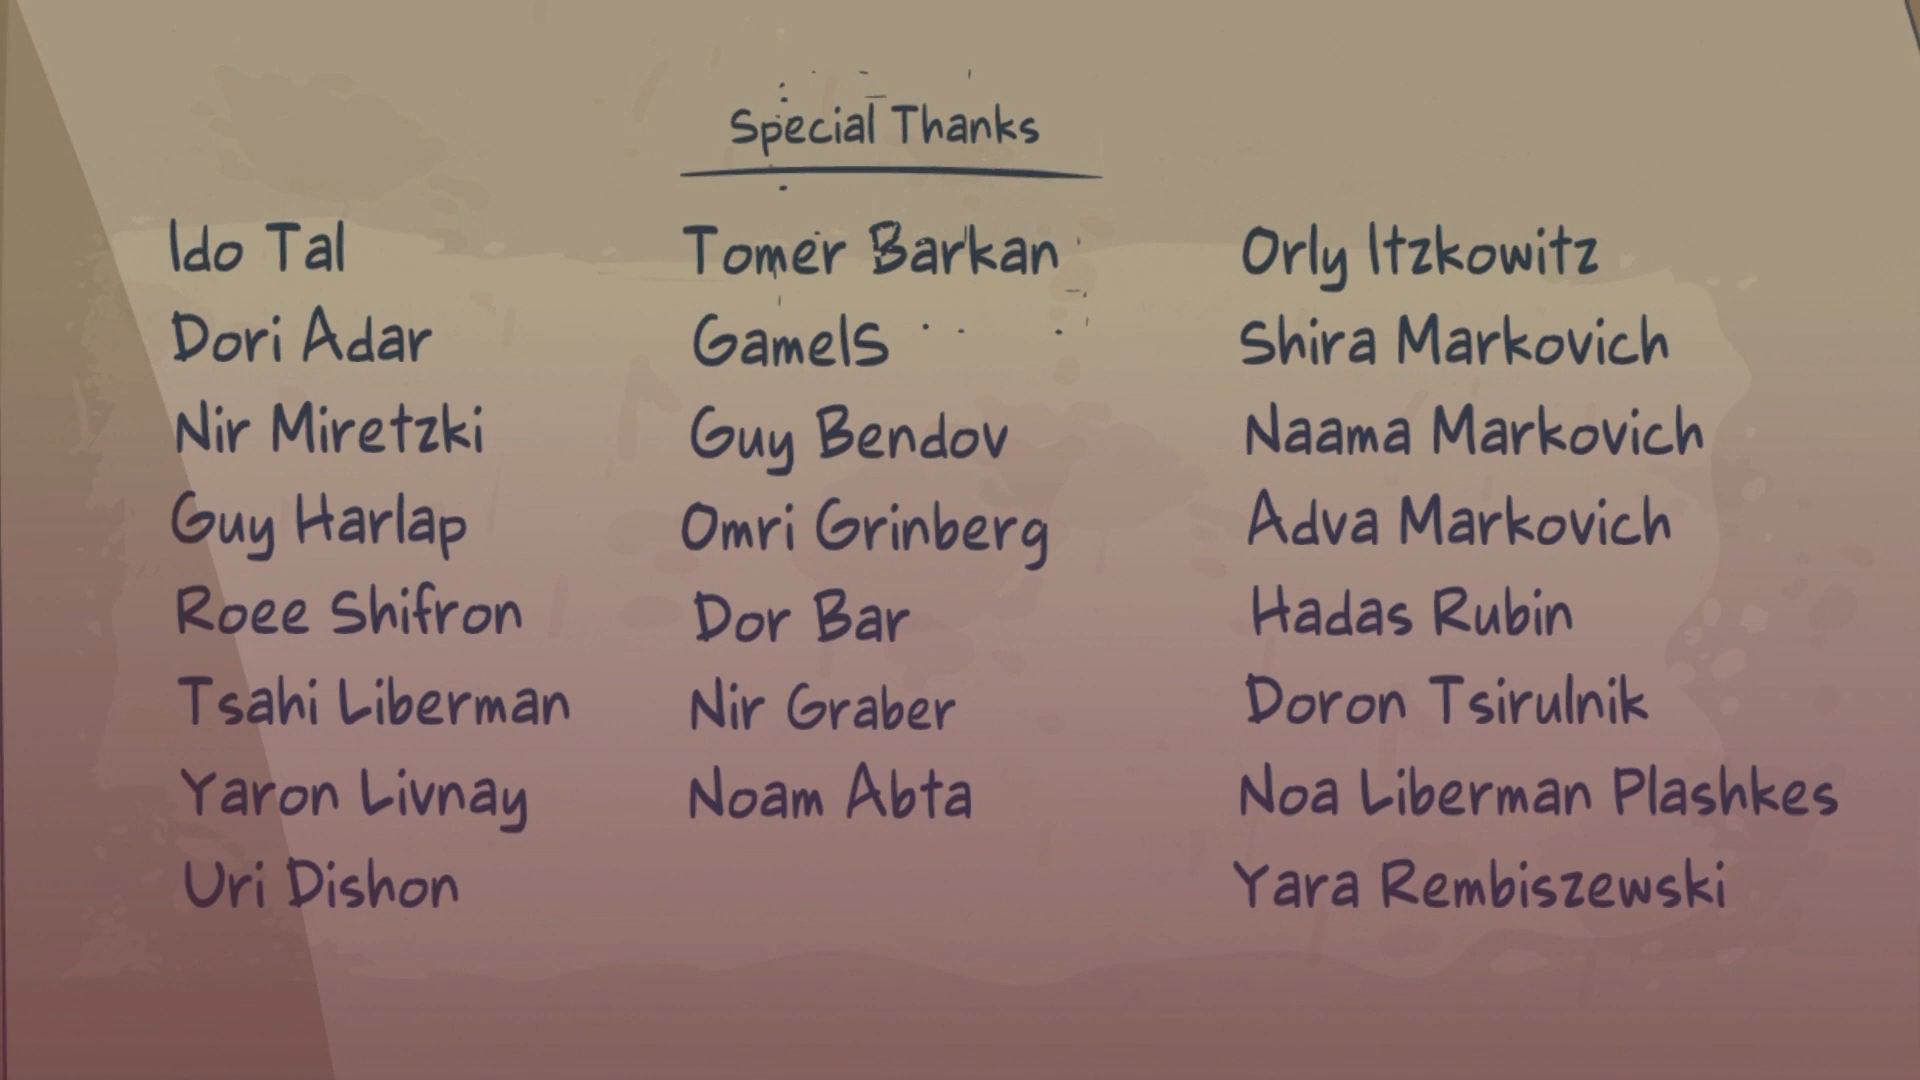 Special Thanks
Ido Tal
Dori Adar
Nir Miretzki
Guy Harlap
Roee Shifron
Tsahi Liberman
Yaron Livnay
Uri Dishon
Tomer Barkan
GameIS
Guy Bendov
Omri Grinberg
Dor Bar
Nir Graber
Noam Abta
Orly Itzkowitz
Shira Markovich
Naama Markovich
Adva Markovich
Hadas Rubin
Doron Tsirulnik
Noa Liberman Plashkes
Yara Rembiszewski